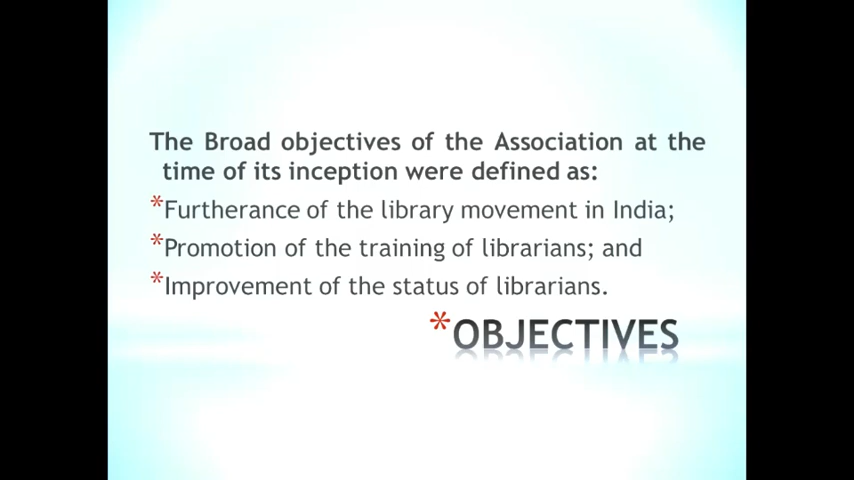 The Broad objectives of the Association at the
time of its inception were defined as:
*Furtherance of the library movement in India;
*Promotion of the training of librarians; and
*Improvement of the status of librarians.
*OBJECTIVES